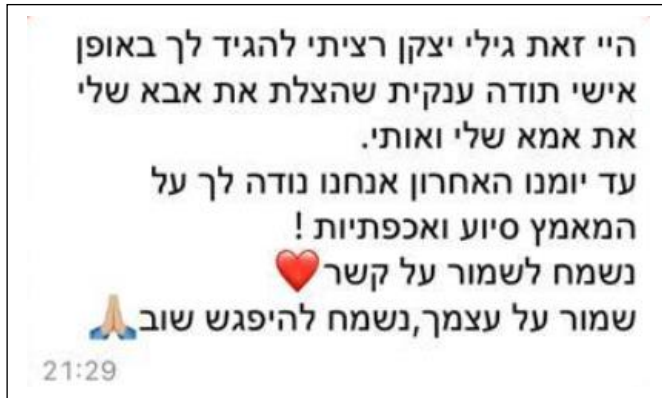 היי זאת גילי יצקן רציתי להגיד לך באופן
אישי תודה ענקית שהצלת את אבא שלי
את אמא שלי ואותי.
עד יומנו האחרון אנחנו נודה לך על
המאמץ סיוע ואכפתיות !
נשמח לשמור על קשר❤️
שמור על עצמך,נשמח להיפגש שוב🙏🏼
21:29